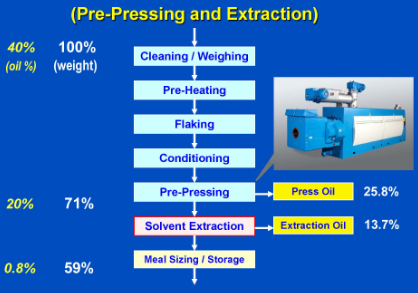 (Pre-Pressing and Extraction)
40% 100%
(oil %) (weight)
Cleaning / Weighing
Pre-Heating
Flaking
Conditioning
Pre-Pressing
Press Oil 25.8%
20% 71%
Solvent Extraction
Extraction Oil 13.7%
Meal Sizing / Storage
0.8% 59%